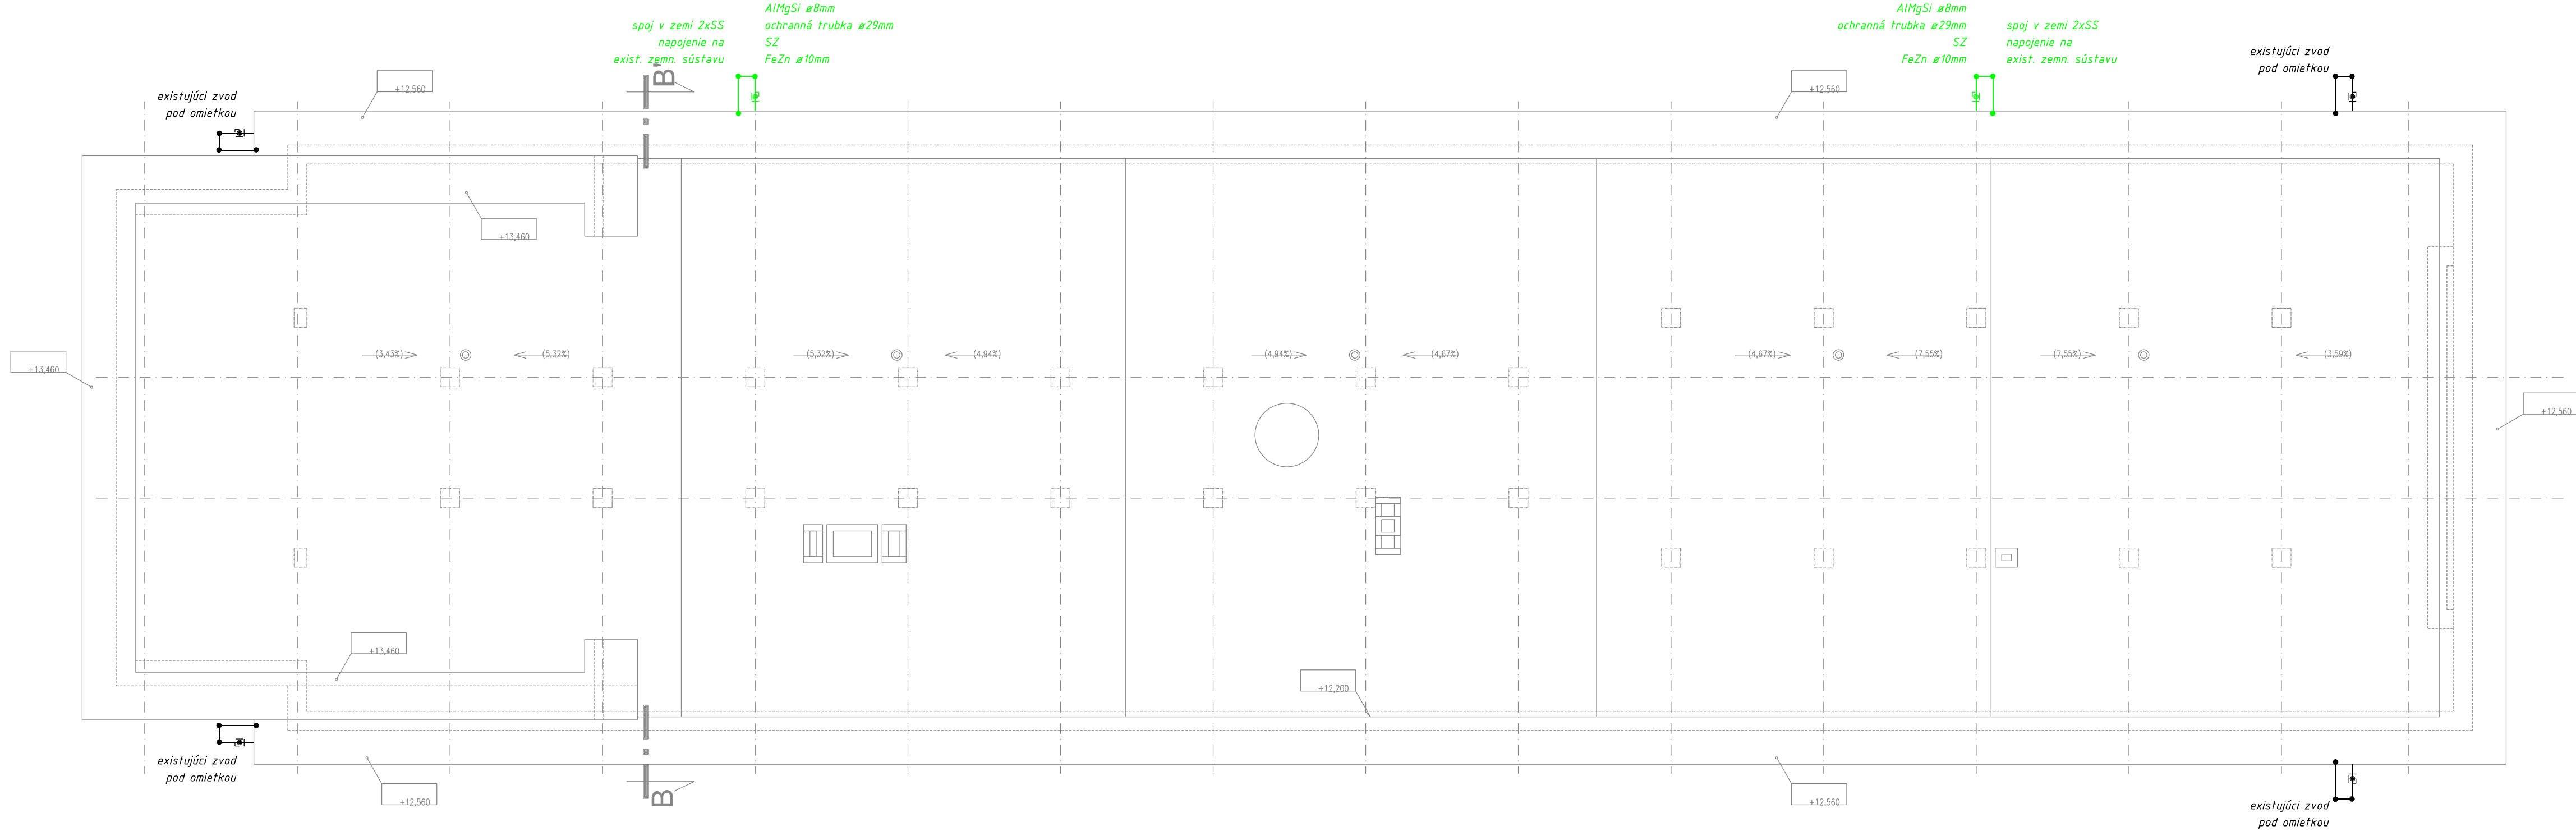 AlMgSi ø8mm
spoj v zemi 2xSS
ochranná trubka ø29mm
napojenie na
SZ
exist. zemn. sústavu
FeZn ø10mm
AlMgSi ø8mm
ochranná trubka ø29mm
spoj v zemi 2xSS
SZ
napojenie na
FeZn ø10mm
exist. zemn. sústavu
existujúci zvod
pod omietkou
existujúci zvod
pod omietkou
+12,560
B'
+12,560
+13,460
(3,43%)
(5,32%)
(5,32%)
(4,94%)
(4,94%)
(4,67%)
(4,67%)
(7,55%)
(7,55%)
(3,59%)
+13,460
+12,560
+13,460
+12,200
existujúci zvod
pod omietkou
+12,560
B
+12,560
existujúci zvod
pod omietkou